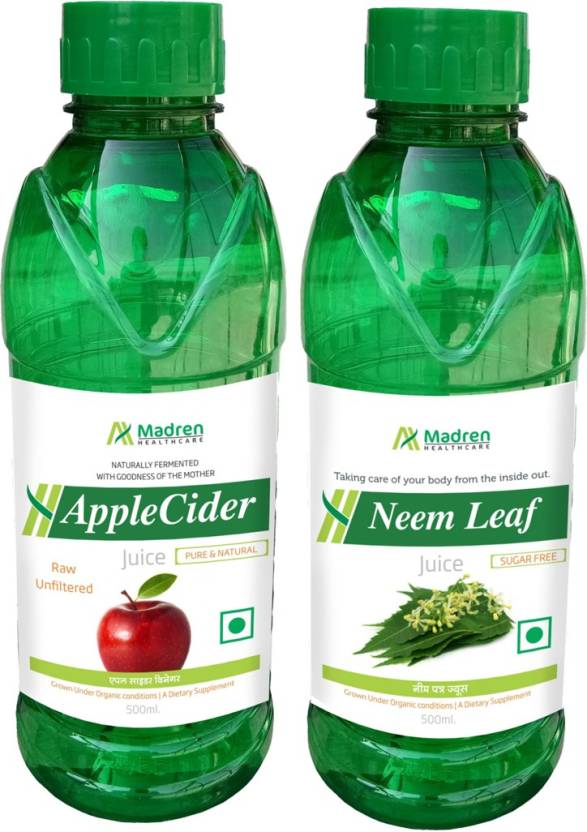 Madren
HEALTHCARE
NATURALLY FERMENTED
WITH GOODNESS OF THE MOTHER
AppleCider
Juice
PURE & NATURAL
Raw
Unfiltered
एपल साइडर विनेगर
Grown Under Organic conditions | A Dietary Supplement
500ml.
Madren
HEALTHCARE
Taking care of your body from the inside out.
Neem Leaf
Juice
SUGAR FREE
नीम पत्र ज्यूस
Grown Under Organic conditions | A Dietary Supplement
500ml.